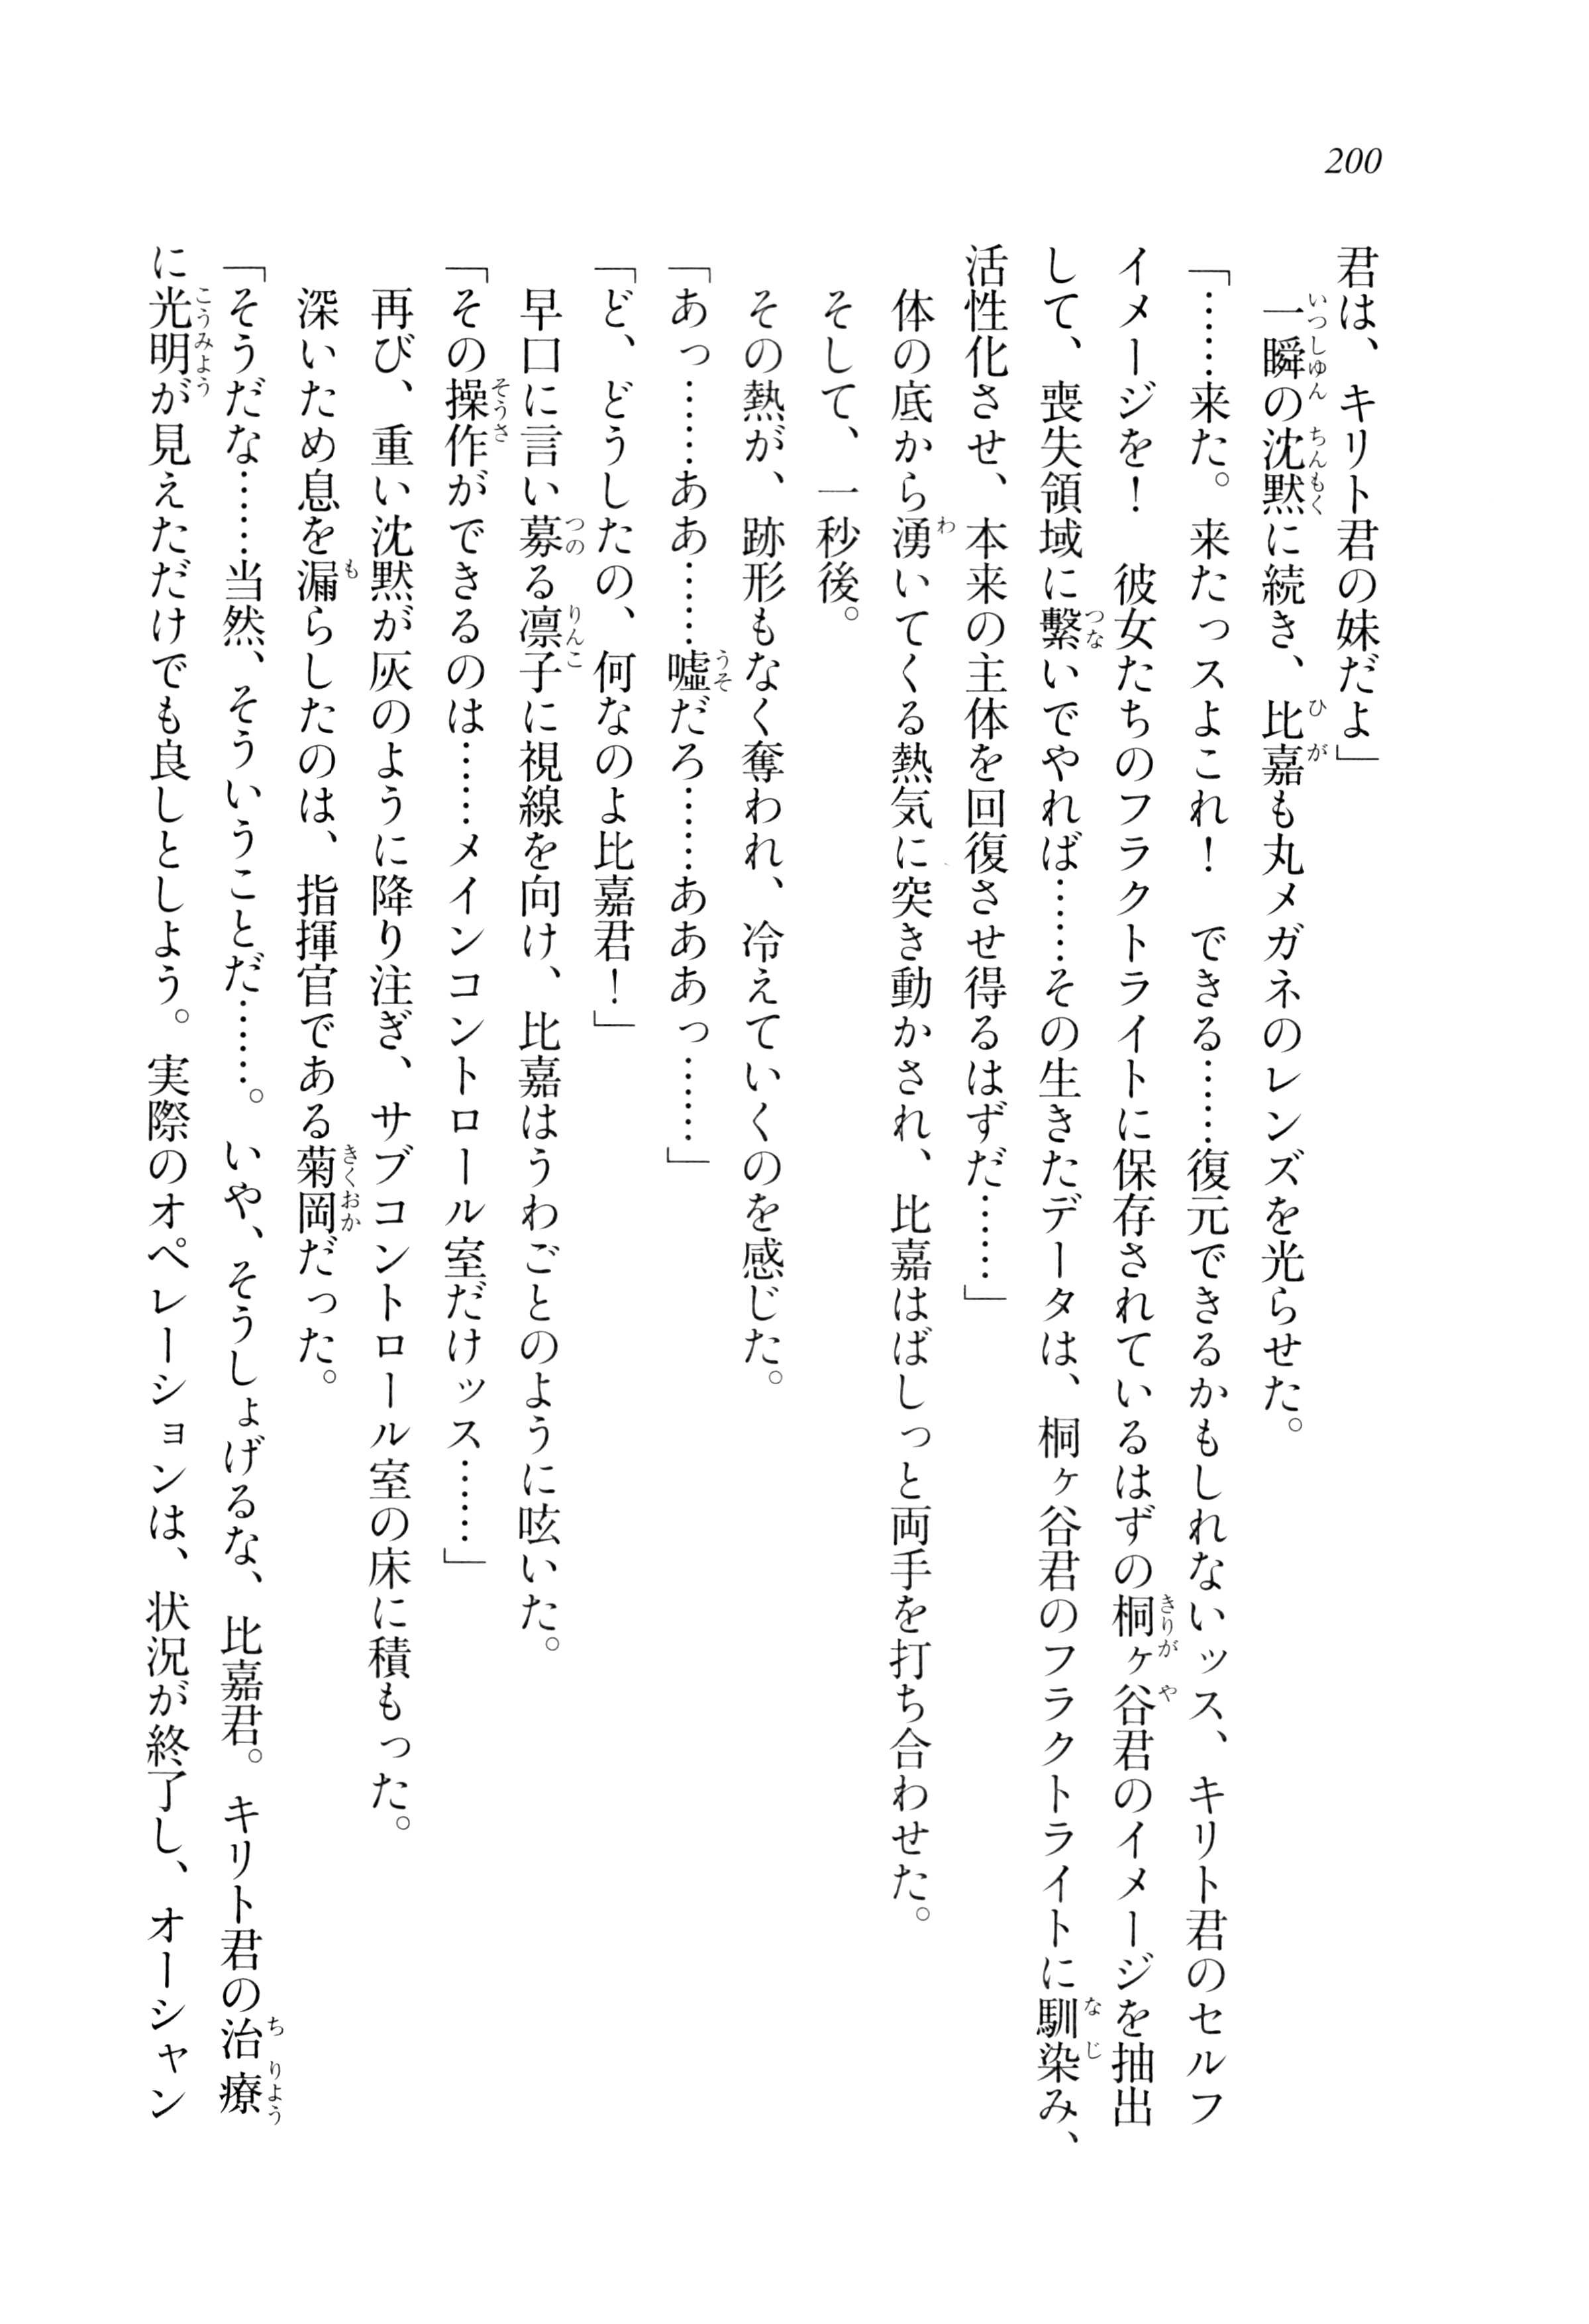 200
君は、キリト君の妹だよ」
　一瞬の沈黙に続き、比嘉も丸メガネのレンズを光らせた。
「……来た。来たっスよこれ！　できる……復元できるかもしれないッス、キリト君のセルフ
イメージを！　彼女たちのフラクトライトに保存されているはずの桐ヶ谷君のイメージを抽出
して、喪失領域に繫いでやれば……その生きたデータは、桐ヶ谷君のフラクトライトに馴染み、
活性化させ、本来の主体を回復させ得るはずだ……」
　体の底から湧いてくる熱気に突き動かされ、比嘉はばしっと両手を打ち合わせた。
　そして、一秒後。
　その熱が、跡形もなく奪われ、冷えていくのを感じた。
「あっ……ああ……嘘だろ……あああっ……」
「ど、どうしたの、何なのよ比嘉君！」
　早口に言い募る凛子に視線を向け、比嘉はうわごとのように呟いた。
「その操作ができるのは……メインコントロール室だけッス……」
　再び、重い沈黙が灰のように降り注ぎ、サブコントロール室の床に積もった。
　深いため息を漏らしたのは、指揮官である菊岡だった。
「そうだな……当然、そういうことだ……。いや、そうしょげるな、比嘉君。キリト君の治療
に光明が見えただけでも良しとしよう。実際のオペレーションは、状況が終了し、オーシャン